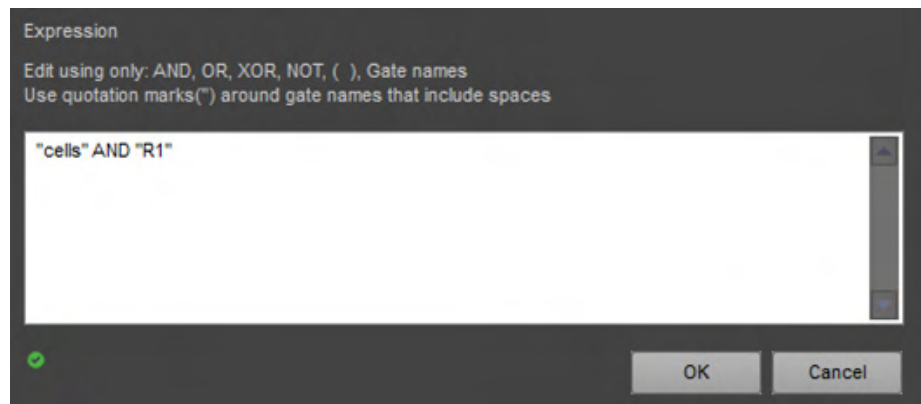 Expression
Edit using only: AND, OR, XOR, NOT, ( ), Gate names
Use quotation marks(") around gate names that include spaces
"cells" AND "R1"
OK
Cancel